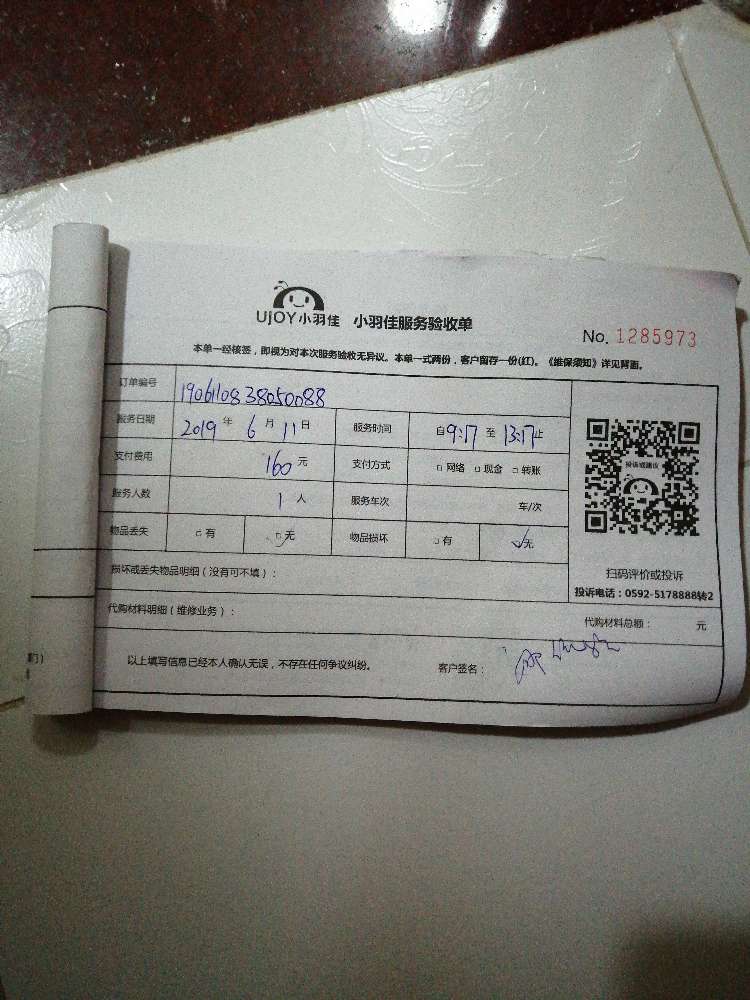 UjOY小羽佳 小羽佳服务验收单
No. 1285973
本单一经核签，即视为对本次服务验收无异议。本单一式两份，客户留存一份(红)。《维保须知》详见背面。
订单编号 1906110838050088
服务日期 2019 年 6 月 11 日 服务时间 自 9:17 至 13:17 止
支付费用 160 元 支付方式 □ 网络 □ 现金 □ 转账
服务人数 1 人 服务车次 车/次
物品丢失 □ 有 ☑ 无 物品损坏 □ 有 ☑ 无
投诉或建议
扫码评价或投诉
投诉电话：0592-5178888转2
损坏或丢失物品明细（没有可不填）：
代购材料明细（维修业务）： 代购材料总额： 元
以上填写信息已经本人确认无误，不存在任何争议纠纷。 客户签名：